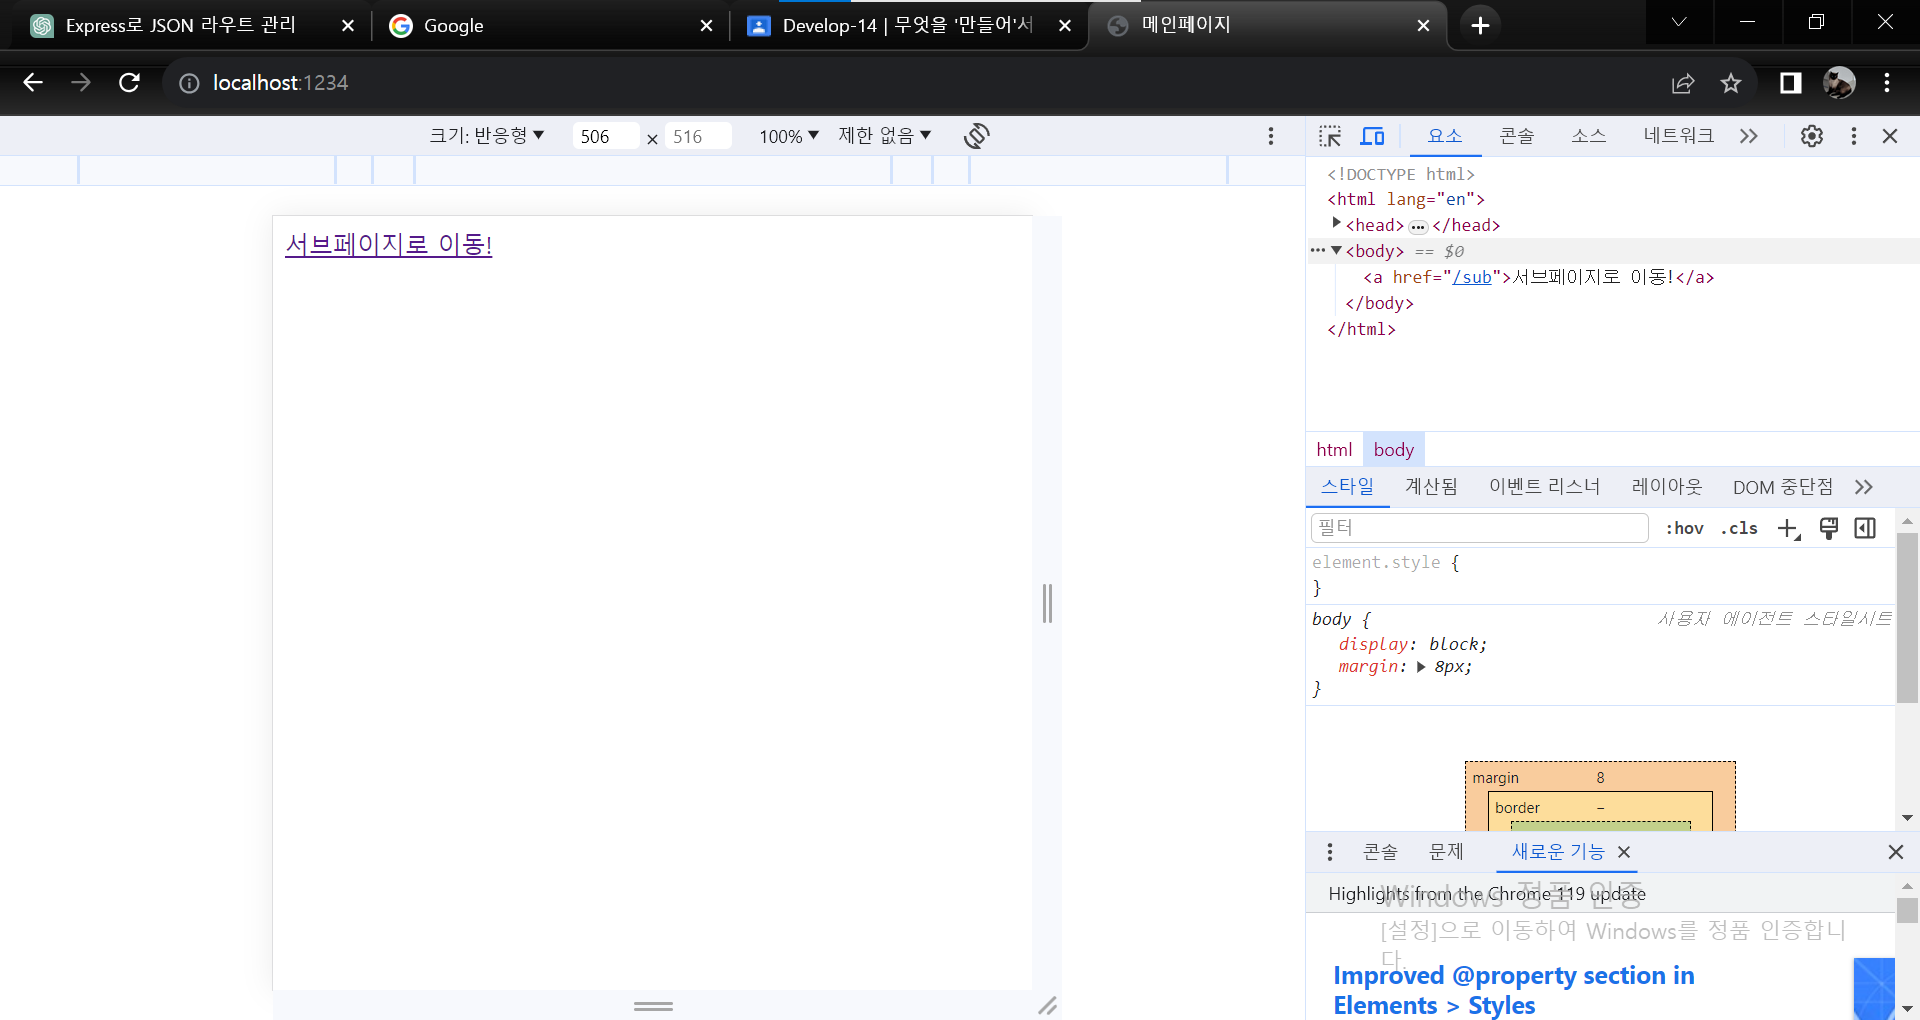 Express로 JSON 라우트 관리
Google
Develop-14 | 무엇을 '만들어'서
메인페이지
localhost:1234
크기: 반응형 506 × 516 100% 제한 없음
요소 콘솔 소스 네트워크
<!DOCTYPE html>
<html lang="en">
<head> ••• </head>
••• <body> == $0
<a href="/sub">서브페이지로 이동!</a>
</body>
</html>
서브페이지로 이동!
html body
스타일 계산됨 이벤트 리스너 레이아웃 DOM 중단점
필터 :hov .cls
element.style {
}
body { 사용자 에이전트 스타일시트
display: block;
margin: 8px;
}
margin 8
border –
콘솔 문제 새로운 기능
Highlights from the Chrome 119 update
Windows 정품 인증
[설정]으로 이동하여 Windows를 정품 인증합니
다.
Improved @property section in
Elements > Styles